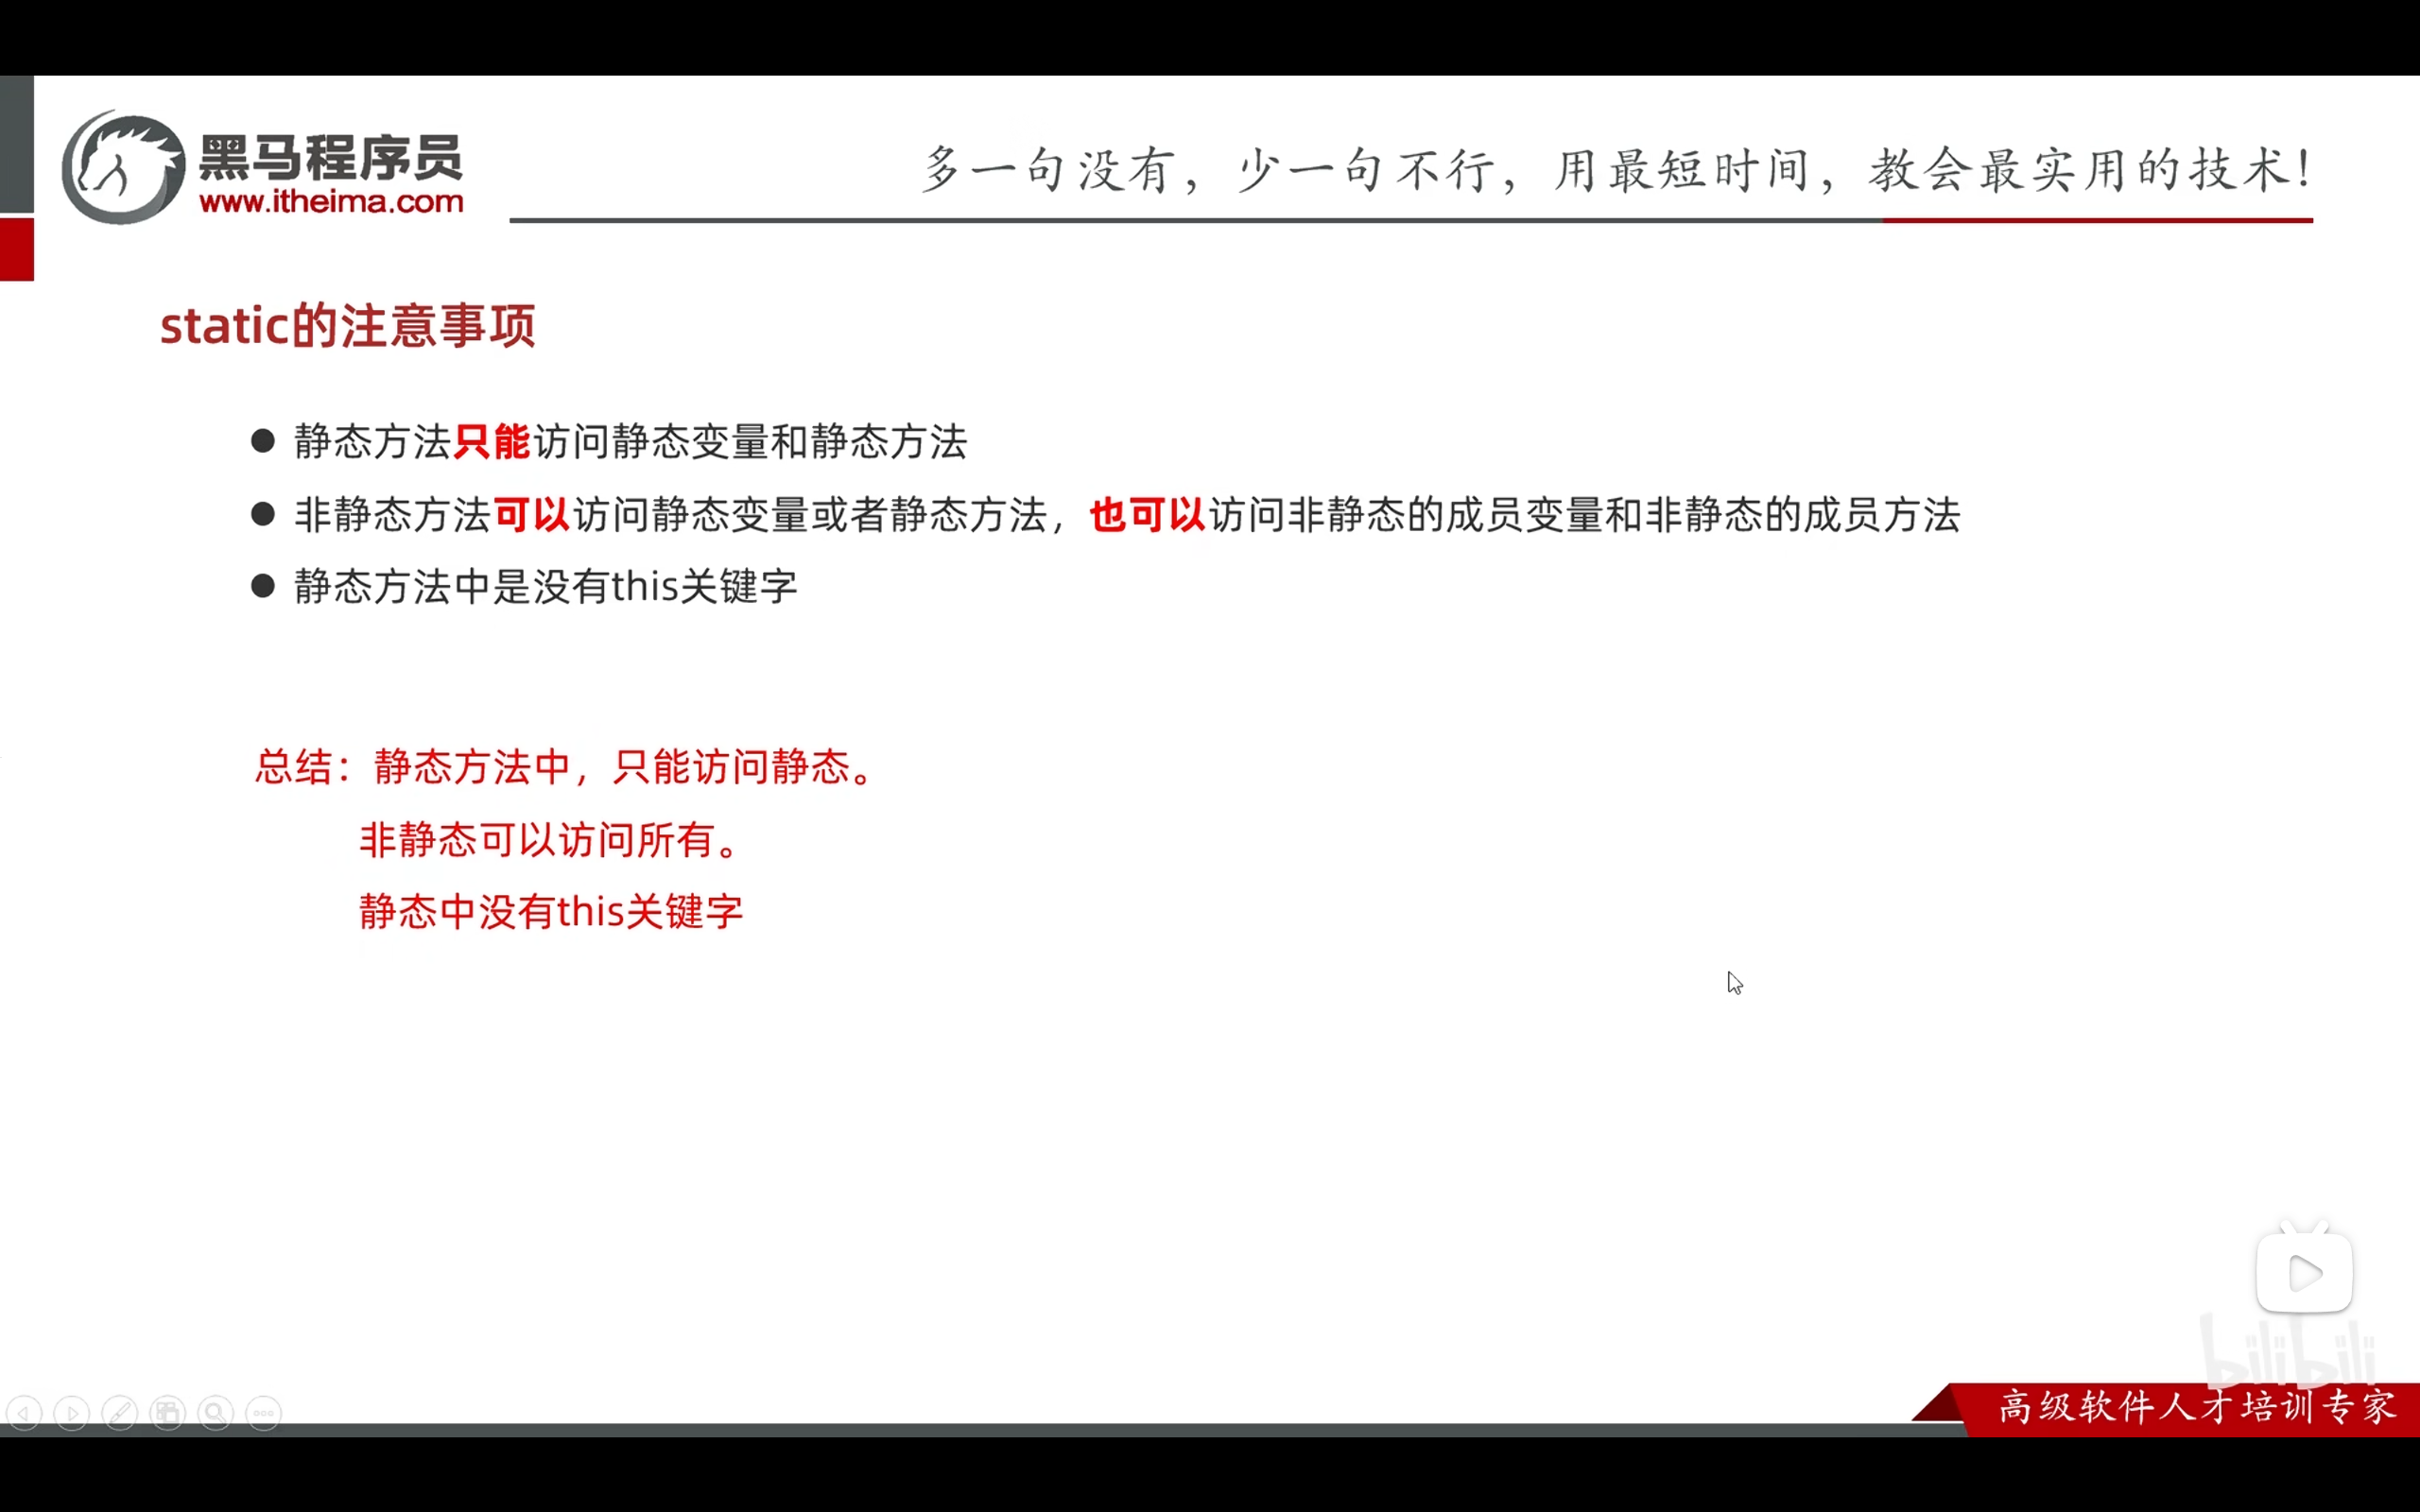 黑马程序员
www.itheima.com
多一句没有，少一句不行，用最短时间，教会最实用的技术！
static的注意事项
● 静态方法只能访问静态变量和静态方法
● 非静态方法可以访问静态变量或者静态方法，也可以访问非静态的成员变量和非静态的成员方法
● 静态方法中是没有this关键字
总结：静态方法中，只能访问静态。
非静态可以访问所有。
静态中没有this关键字
bilibili
高级软件人才培训专家